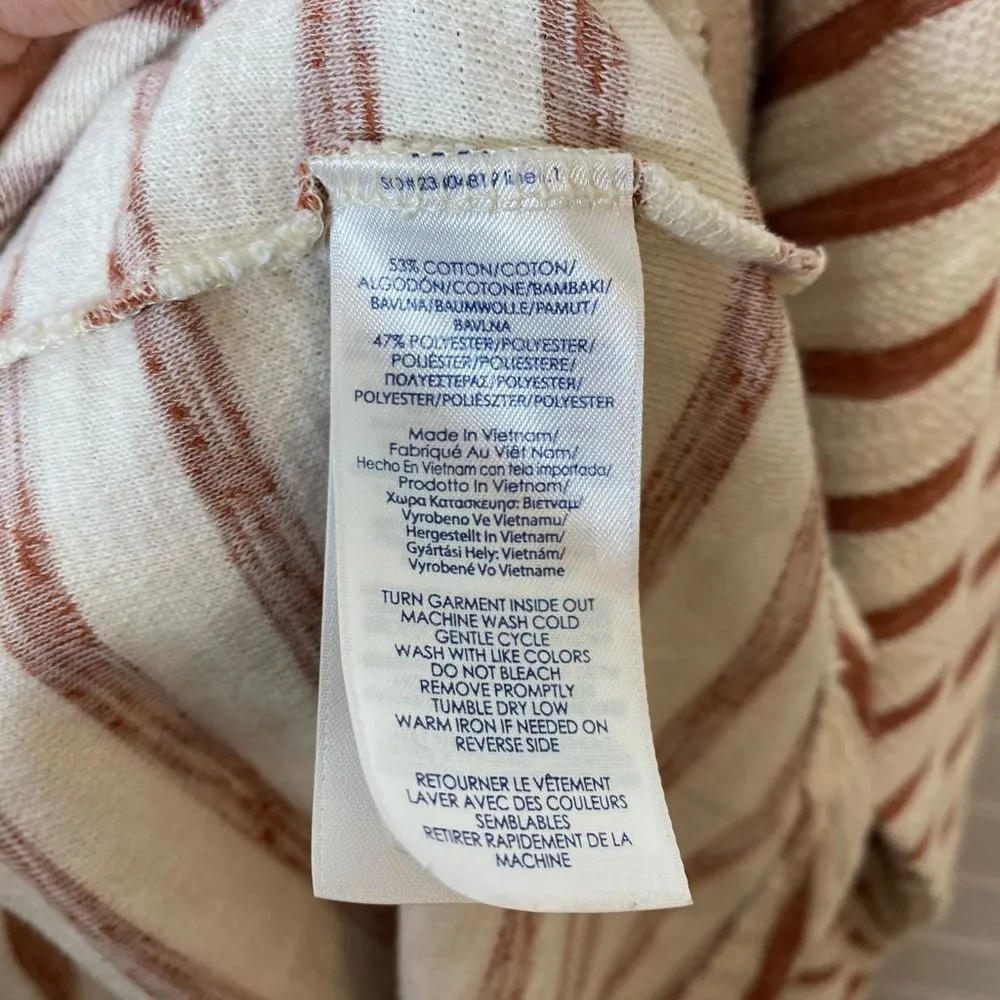 53% COTTON/COTON/
ALGODÓN/COTONE/BAMBAKI/
BAVLNA/BAUMWOLLE/PAMUT/
BAVLNA
47% POLYESTER/POLYESTER/
POLIÉSTER/POLIESTERE/
ΠΟΛΥΕΣΤΕΡΑΣ/POLYESTER/
POLYESTER/POLIÉSZTER/POLYESTER
Made In Vietnam/
Fabriqué Au Viêt Nam/
Hecho En Vietnam con tela importada/
Prodotto In Vietnam/
Χωρα Κατασκευησ: Βιετναμ/
Vyrobeno Ve Vietnamu/
Hergestellt In Vietnam/
Gyártási Hely: Vietnám/
Vyrobené Vo Vietname
TURN GARMENT INSIDE OUT
MACHINE WASH COLD
GENTLE CYCLE
WASH WITH LIKE COLORS
DO NOT BLEACH
REMOVE PROMPTLY
TUMBLE DRY LOW
WARM IRON IF NEEDED ON
REVERSE SIDE
RETOURNER LE VÊTEMENT
LAVER AVEC DES COULEURS
SEMBLABLES
RETIRER RAPIDEMENT DE LA
MACHINE